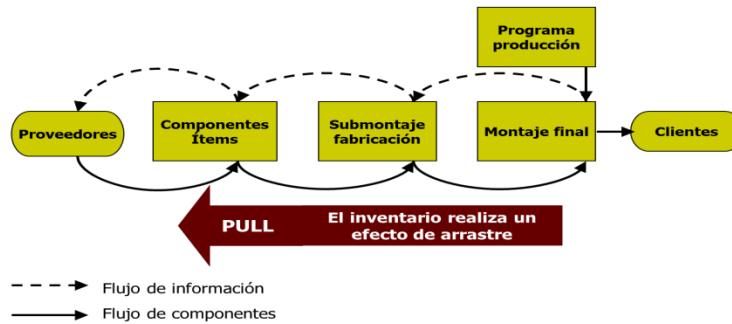 Programa
producción
Proveedores
Componentes
Ítems
Submontaje
fabricación
Montaje final
Clientes
PULL
El inventario realiza un
efecto de arrastre
Flujo de información
Flujo de componentes